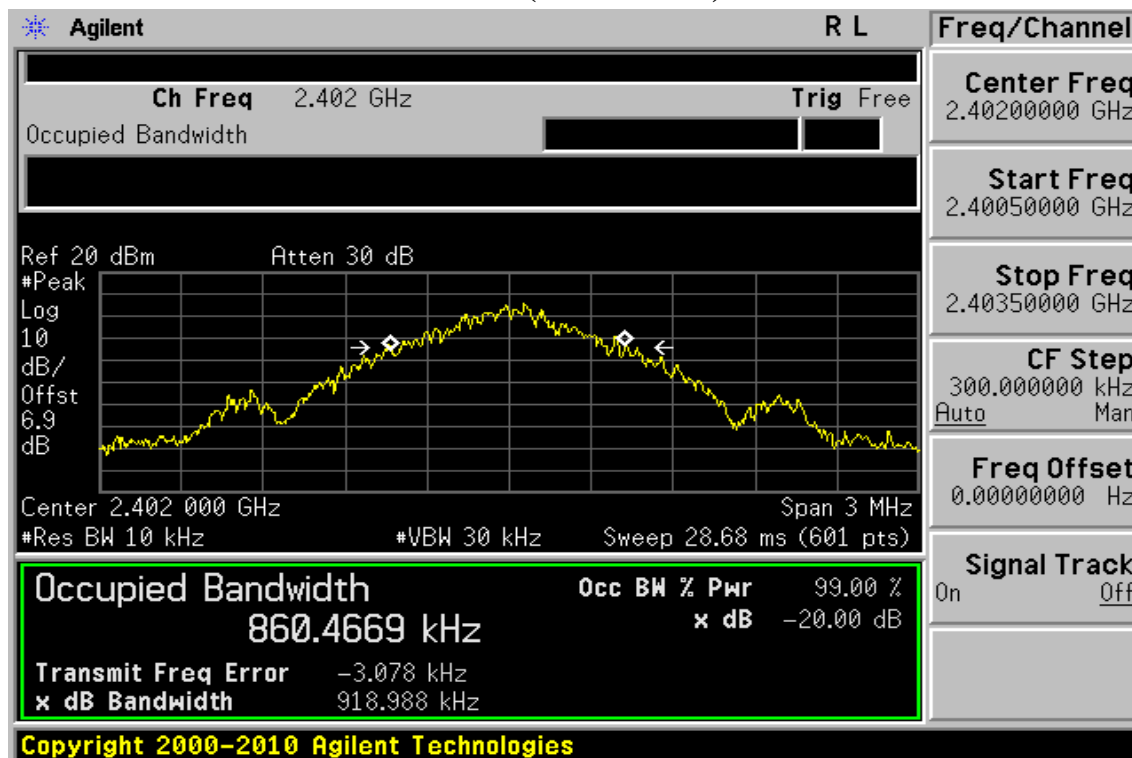 Agilent R L Freq/Channel
Ch Freq 2.402 GHz Trig Free
Occupied Bandwidth
Center Freq
2.40200000 GHz
Start Freq
2.40050000 GHz
Stop Freq
2.40350000 GHz
CF Step
300.000000 kHz
Auto Man
Freq Offset
0.00000000 Hz
Signal Track
On Off
Ref 20 dBm Atten 30 dB
#Peak
Log
10
dB/
Offst
6.9
dB
Center 2.402 000 GHz Span 3 MHz
#Res BW 10 kHz #VBW 30 kHz Sweep 28.68 ms (601 pts)
Occupied Bandwidth Occ BW % Pwr 99.00 %
860.4669 kHz x dB -20.00 dB
Transmit Freq Error -3.078 kHz
x dB Bandwidth 918.988 kHz
Copyright 2000-2010 Agilent Technologies